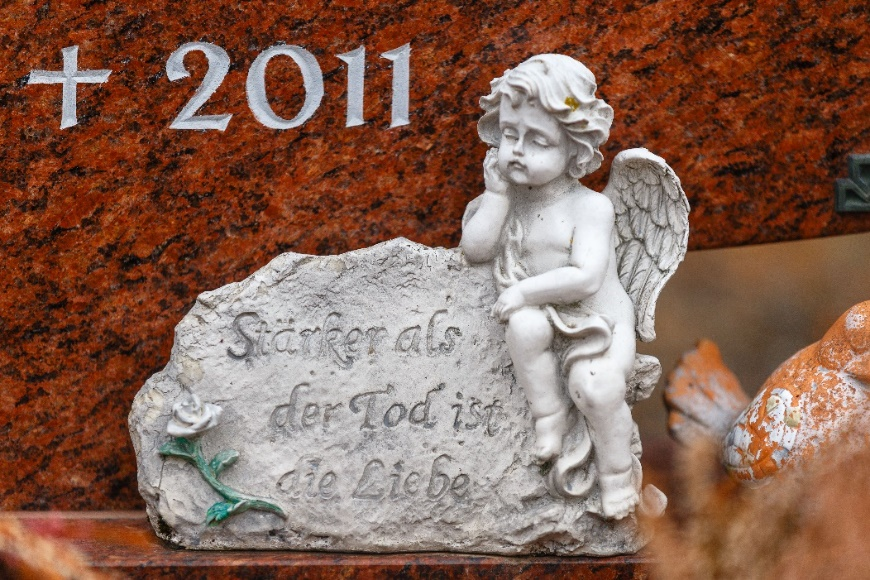 † 2011
Stärker als
der Tod ist
die Liebe